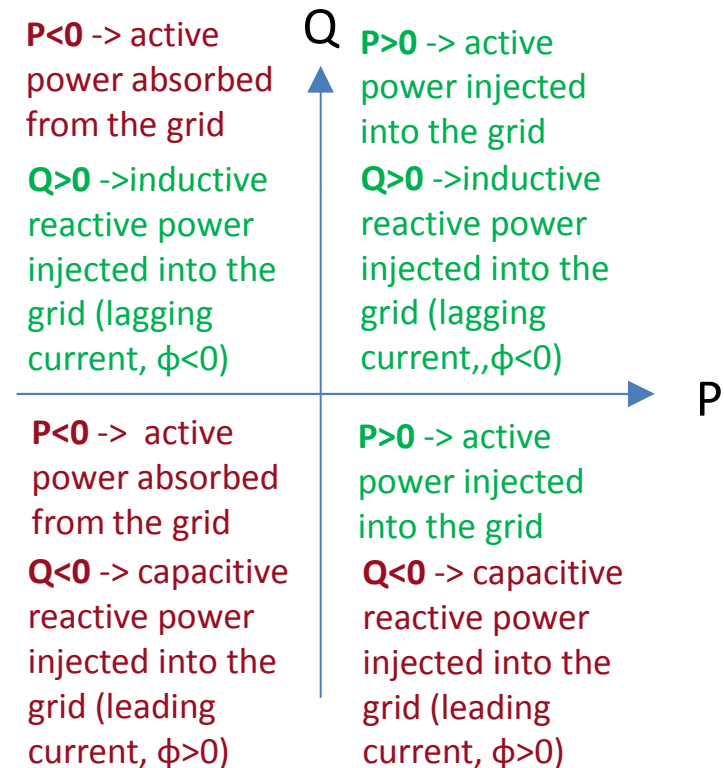 Q
P<0 -> active
power absorbed
from the grid
Q>0 ->inductive
reactive power
injected into the
grid (lagging
current, ϕ<0)
P>0 -> active
power injected
into the grid
Q>0 ->inductive
reactive power
injected into the
grid (lagging
current,,ϕ<0)
P
P<0 -> active
power absorbed
from the grid
Q<0 -> capacitive
reactive power
injected into the
grid (leading
current, ϕ>0)
P>0 -> active
power injected
into the grid
Q<0 -> capacitive
reactive power
injected into the
grid (leading
current, ϕ>0)